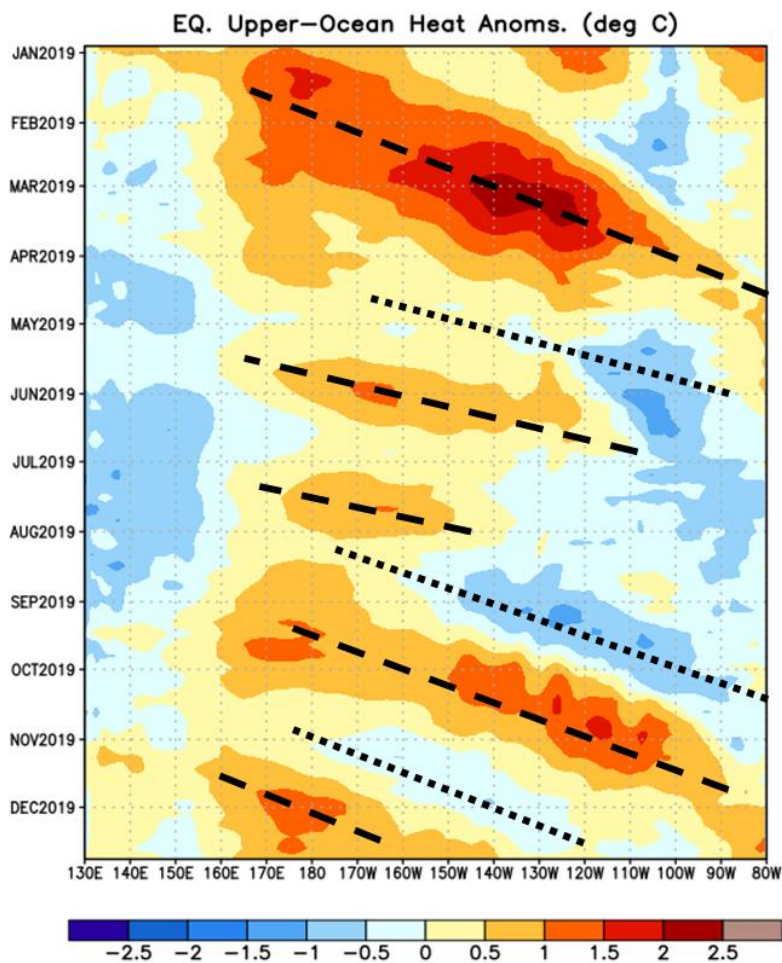 EQ. Upper-Ocean Heat Anoms. (deg C)
JAN2019
FEB2019
MAR2019
APR2019
MAY2019
JUN2019
JUL2019
AUG2019
SEP2019
OCT2019
NOV2019
DEC2019
130E 140E 150E 160E 170E 180 170W 160W 150W 140W 130W 120W 110W 100W 90W 80W
-2.5 -2 -1.5 -1 -0.5 0 0.5 1 1.5 2 2.5